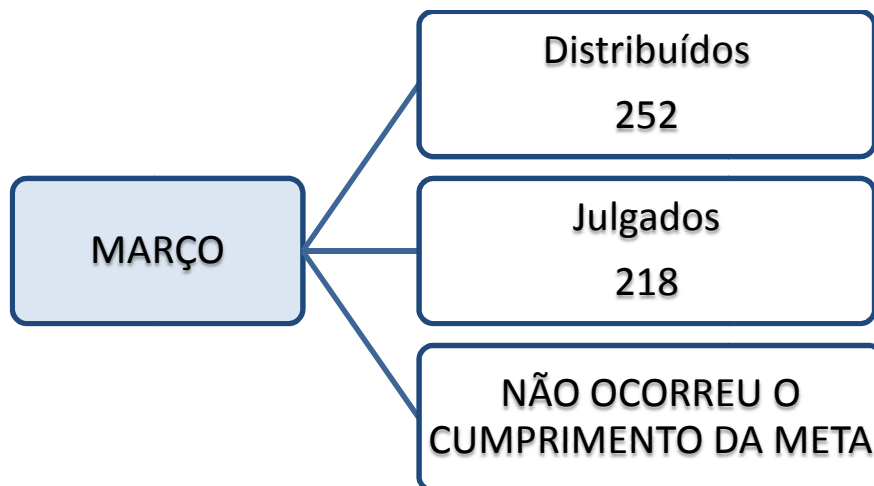 MARÇO
Distribuídos
252
Julgados
218
NÃO OCORREU O
CUMPRIMENTO DA META